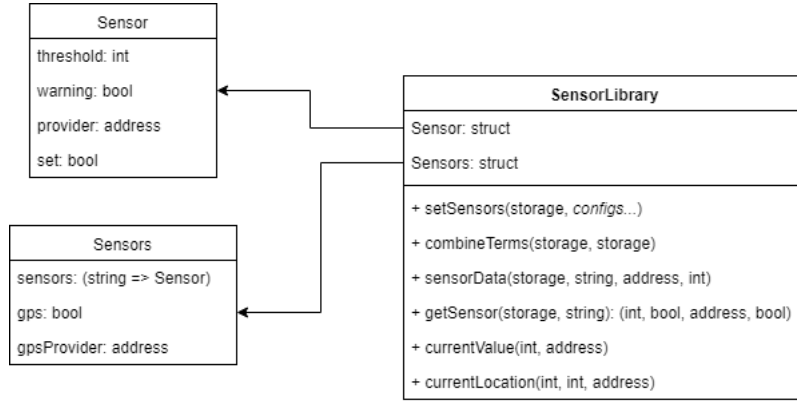 Sensor
threshold: int
warning: bool
provider: address
set: bool
Sensors
sensors: (string => Sensor)
gps: bool
gpsProvider: address
SensorLibrary
Sensor: struct
Sensors: struct
+ setSensors(storage, configs...)
+ combineTerms(storage, storage)
+ sensorData(storage, string, address, int)
+ getSensor(storage, string): (int, bool, address, bool)
+ currentValue(int, address)
+ currentLocation(int, int, address)